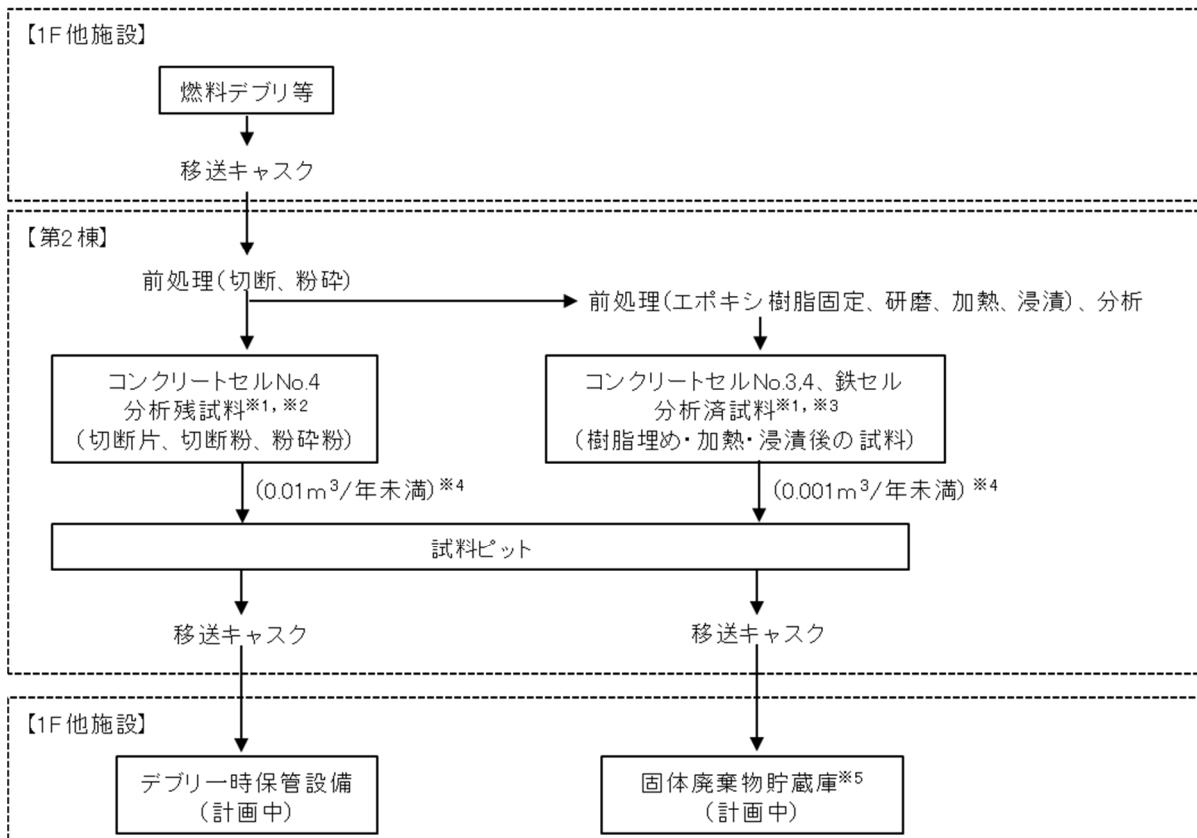 【1F他施設】
燃料デブリ等
移送キャスク
【第2棟】
前処理(切断、粉砕)
前処理(エポキシ樹脂固定、研磨、加熱、浸漬)、分析
コンクリートセルNo.4
分析残試料※1, ※2
(切断片、切断粉、粉砕粉)
コンクリートセルNo.3,4、鉄セル
分析済試料※1, ※3
(樹脂埋め・加熱・浸漬後の試料)
(0.01m³/年未満)※4
(0.001m³/年未満)※4
試料ピット
移送キャスク
移送キャスク
【1F他施設】
デブリ一時保管設備
(計画中)
固体廃棄物貯蔵庫※5
(計画中)